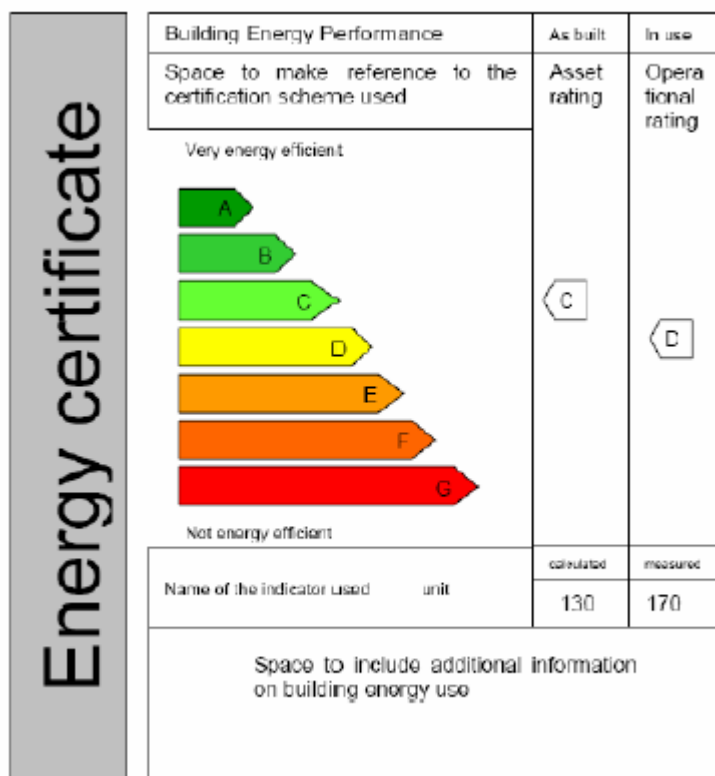 Energy certificate
Building Energy Performance
As built
In use
Space to make reference to the
certification scheme used
Asset
rating
Opera
tional
rating
Very energy efficient
A
B
C
D
E
F
G
C
D
Not energy efficient
Name of the indicator used unit
calculated
measured
130
170
Space to include additional information
on building energy use